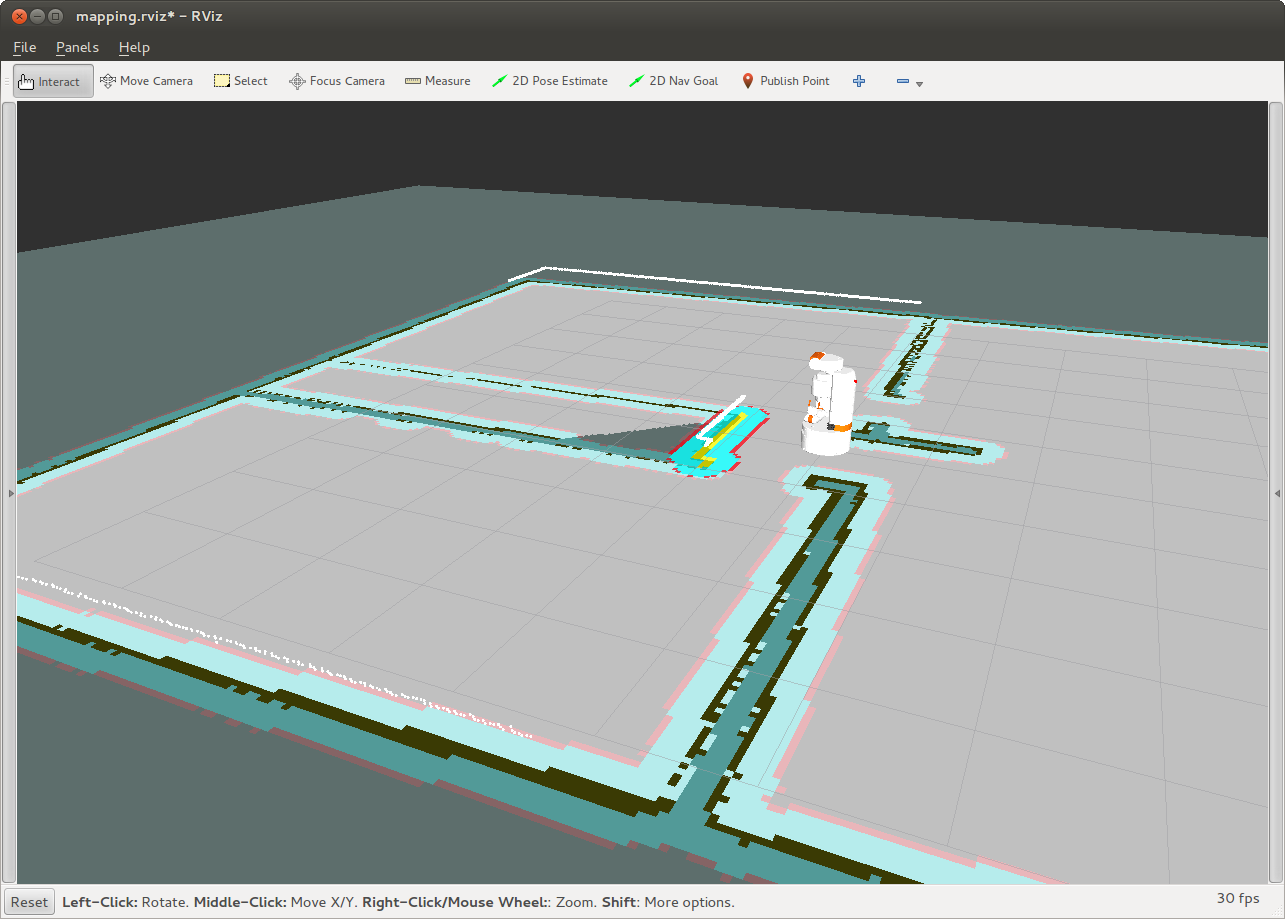 mapping.rviz* – RViz
File Panels Help
Interact Move Camera Select Focus Camera Measure 2D Pose Estimate 2D Nav Goal Publish Point
Reset Left-Click: Rotate. Middle-Click: Move X/Y. Right-Click/Mouse Wheel:: Zoom. Shift: More options. 30 fps